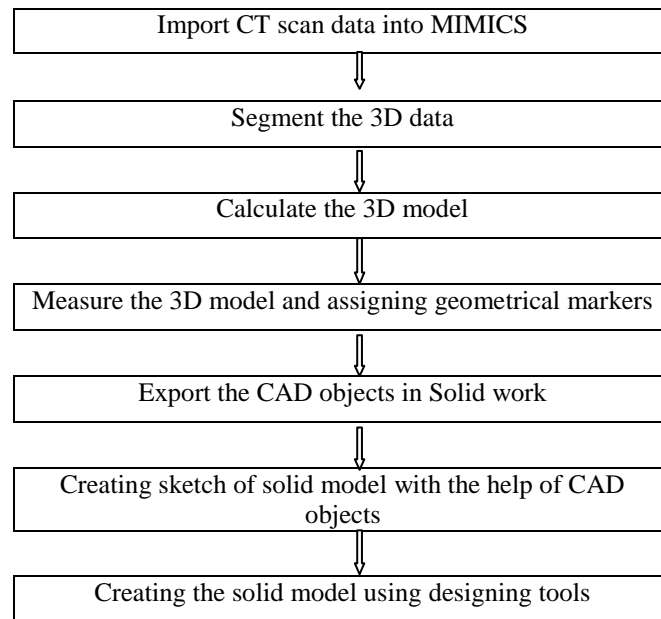 Import CT scan data into MIMICS
Segment the 3D data
Calculate the 3D model
Measure the 3D model and assigning geometrical markers
Export the CAD objects in Solid work
Creating sketch of solid model with the help of CAD
objects
Creating the solid model using designing tools